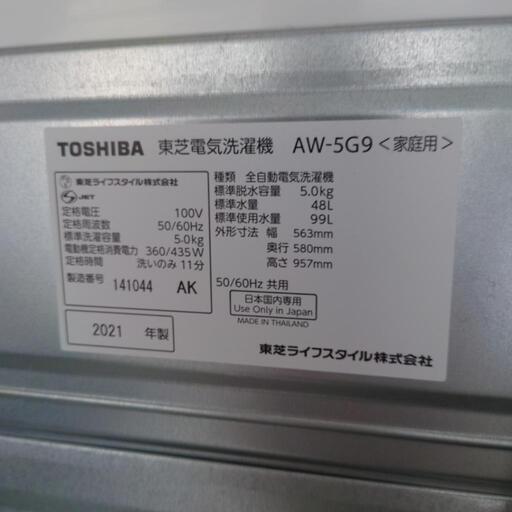 TOSHIBA 東芝電気洗濯機 AW-5G9 <家庭用>
東芝ライフスタイル株式会社
S JET
定格電圧 100V
定格周波数 50/60Hz
標準洗濯容量 5.0kg
電動機定格消費電力 360/435W
定格時間 洗いのみ 11分
製造番号 141044 AK
2021 年製
種類 全自動電気洗濯機
標準脱水容量 5.0kg
標準水量 48L
標準使用水量 99L
外形寸法 幅 563mm
奥行 580mm
高さ 957mm
50/60Hz 共用
日本国内専用
Use Only in Japan
MADE IN THAILAND
東芝ライフスタイル株式会社